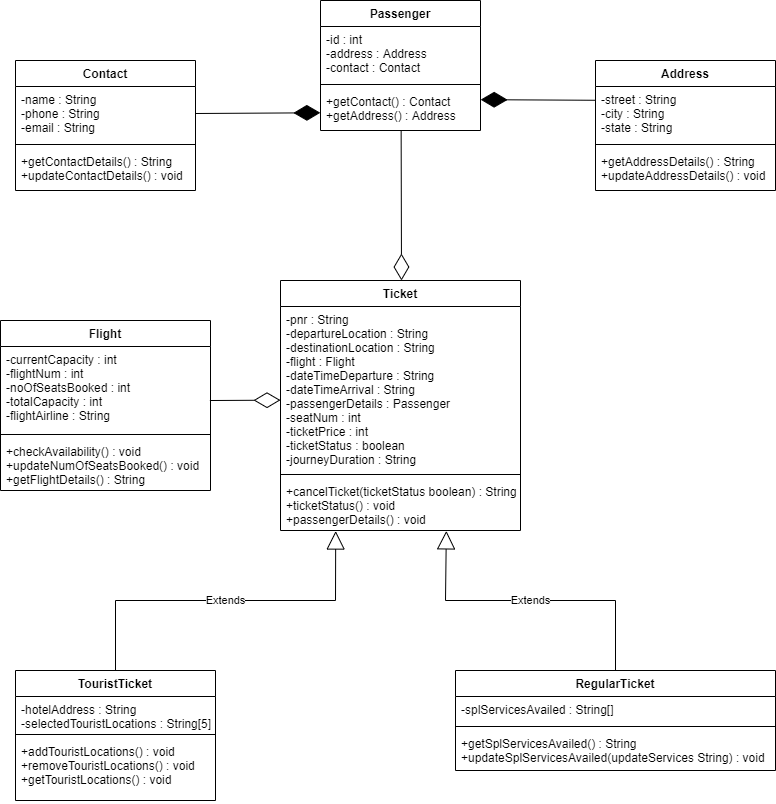 Passenger
-id : int
-address : Address
-contact : Contact
+getContact() : Contact
+getAddress() : Address
Contact
-name : String
-phone : String
-email : String
+getContactDetails() : String
+updateContactDetails() : void
Address
-street : String
-city : String
-state : String
+getAddressDetails() : String
+updateAddressDetails() : void
Ticket
-pnr : String
-departureLocation : String
-destinationLocation : String
-flight : Flight
-dateTimeDeparture : String
-dateTimeArrival : String
-passengerDetails : Passenger
-seatNum : int
-ticketPrice : int
-ticketStatus : boolean
-journeyDuration : String
+cancelTicket(ticketStatus boolean) : String
+ticketStatus() : void
+passengerDetails() : void
Flight
-currentCapacity : int
-flightNum : int
-noOfSeatsBooked : int
-totalCapacity : int
-flightAirline : String
+checkAvailability() : void
+updateNumOfSeatsBooked() : void
+getFlightDetails() : String
Extends
Extends
TouristTicket
-hotelAddress : String
-selectedTouristLocations : String[5]
+addTouristLocations() : void
+removeTouristLocations() : void
+getTouristLocations() : void
RegularTicket
-splServicesAvailed : String[]
+getSplServicesAvailed() : String
+updateSplServicesAvailed(updateServices String) : void